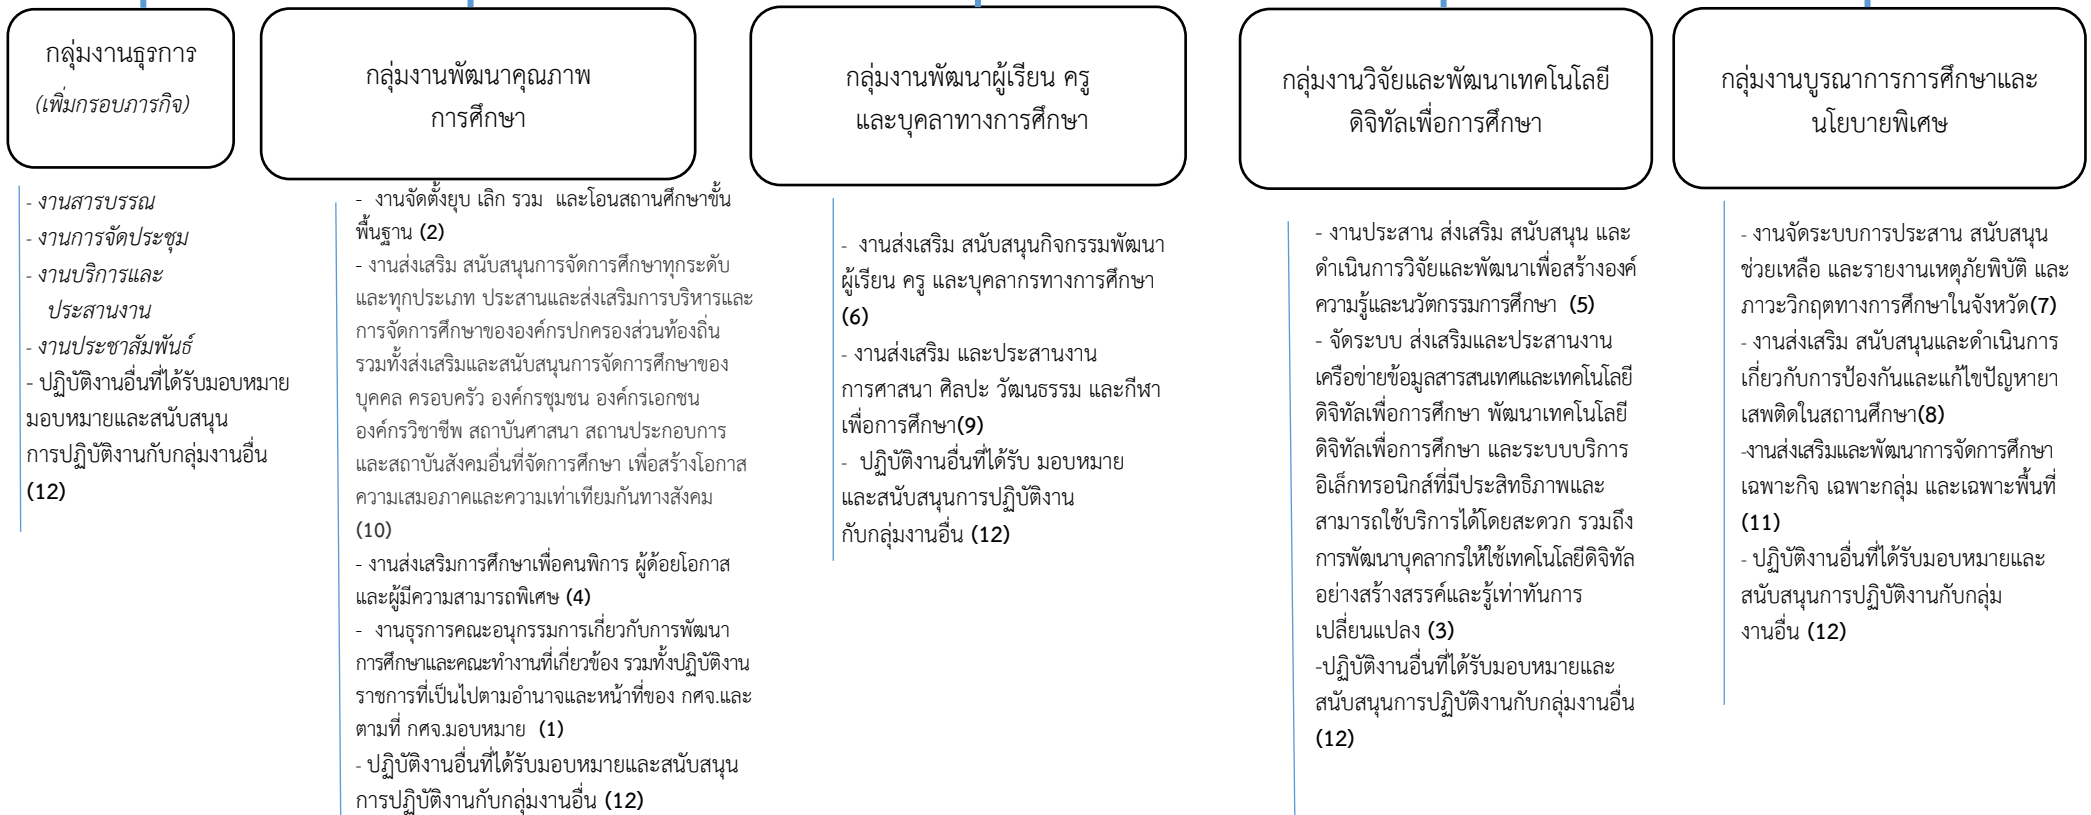 กลุ่มงานธุรการ
(เพิ่มกรอบภารกิจ)
- งานสารบรรณ
- งานการจัดประชุม
- งานบริการและ
ประสานงาน
- งานประชาสัมพันธ์
- ปฏิบัติงานอื่นที่ได้รับมอบหมาย
มอบหมายและสนับสนุน
การปฏิบัติงานกับกลุ่มงานอื่น
(12)
กลุ่มงานพัฒนาคุณภาพ
การศึกษา
- งานจัดตั้งยุบ เลิก รวม และโอนสถานศึกษาขั้น
พื้นฐาน (2)
- งานส่งเสริม สนับสนุนการจัดการศึกษาทุกระดับ
และทุกประเภท ประสานและส่งเสริมการบริหารและ
การจัดการศึกษาขององค์กรปกครองส่วนท้องถิ่น
รวมทั้งส่งเสริมและสนับสนุนการจัดการศึกษาของ
บุคคล ครอบครัว องค์กรชุมชน องค์กรเอกชน
องค์กรวิชาชีพ สถาบันศาสนา สถานประกอบการ
และสถาบันสังคมอื่นที่จัดการศึกษา เพื่อสร้างโอกาส
ความเสมอภาคและความเท่าเทียมกันทางสังคม
(10)
- งานส่งเสริมการศึกษาเพื่อคนพิการ ผู้ด้อยโอกาส
และผู้มีความสามารถพิเศษ (4)
- งานธุรการคณะอนุกรรมการเกี่ยวกับการพัฒนา
การศึกษาและคณะทำงานที่เกี่ยวข้อง รวมทั้งปฏิบัติงาน
ราชการที่เป็นไปตามอำนาจและหน้าที่ของ กศจ.และ
ตามที่ กศจ.มอบหมาย (1)
- ปฏิบัติงานอื่นที่ได้รับมอบหมายและสนับสนุน
การปฏิบัติงานกับกลุ่มงานอื่น (12)
กลุ่มงานพัฒนาผู้เรียน ครู
และบุคลาทางการศึกษา
- งานส่งเสริม สนับสนุนกิจกรรมพัฒนา
ผู้เรียน ครู และบุคลากรทางการศึกษา
(6)
- งานส่งเสริม และประสานงาน
การศาสนา ศิลปะ วัฒนธรรม และกีฬา
เพื่อการศึกษา(9)
- ปฏิบัติงานอื่นที่ได้รับ มอบหมาย
และสนับสนุนการปฏิบัติงาน
กับกลุ่มงานอื่น (12)
กลุ่มงานวิจัยและพัฒนาเทคโนโลยี
ดิจิทัลเพื่อการศึกษา
- งานประสาน ส่งเสริม สนับสนุน และ
ดำเนินการวิจัยและพัฒนาเพื่อสร้างองค์
ความรู้และนวัตกรรมการศึกษา (5)
- จัดระบบ ส่งเสริมและประสานงาน
เครือข่ายข้อมูลสารสนเทศและเทคโนโลยี
ดิจิทัลเพื่อการศึกษา พัฒนาเทคโนโลยี
ดิจิทัลเพื่อการศึกษา และระบบบริการ
อิเล็กทรอนิกส์ที่มีประสิทธิภาพและ
สามารถใช้บริการได้โดยสะดวก รวมถึง
การพัฒนาบุคลากรให้ใช้เทคโนโลยีดิจิทัล
อย่างสร้างสรรค์และรู้เท่าทันการ
เปลี่ยนแปลง (3)
-ปฏิบัติงานอื่นที่ได้รับมอบหมายและ
สนับสนุนการปฏิบัติงานกับกลุ่มงานอื่น
(12)
กลุ่มงานบูรณาการการศึกษาและ
นโยบายพิเศษ
- งานจัดระบบการประสาน สนับสนุน
ช่วยเหลือ และรายงานเหตุภัยพิบัติ และ
ภาวะวิกฤตทางการศึกษาในจังหวัด(7)
- งานส่งเสริม สนับสนุนและดำเนินการ
เกี่ยวกับการป้องกันและแก้ไขปัญหายา
เสพติดในสถานศึกษา(8)
-งานส่งเสริมและพัฒนาการจัดการศึกษา
เฉพาะกิจ เฉพาะกลุ่ม และเฉพาะพื้นที่
(11)
- ปฏิบัติงานอื่นที่ได้รับมอบหมายและ
สนับสนุนการปฏิบัติงานกับกลุ่ม
งานอื่น (12)